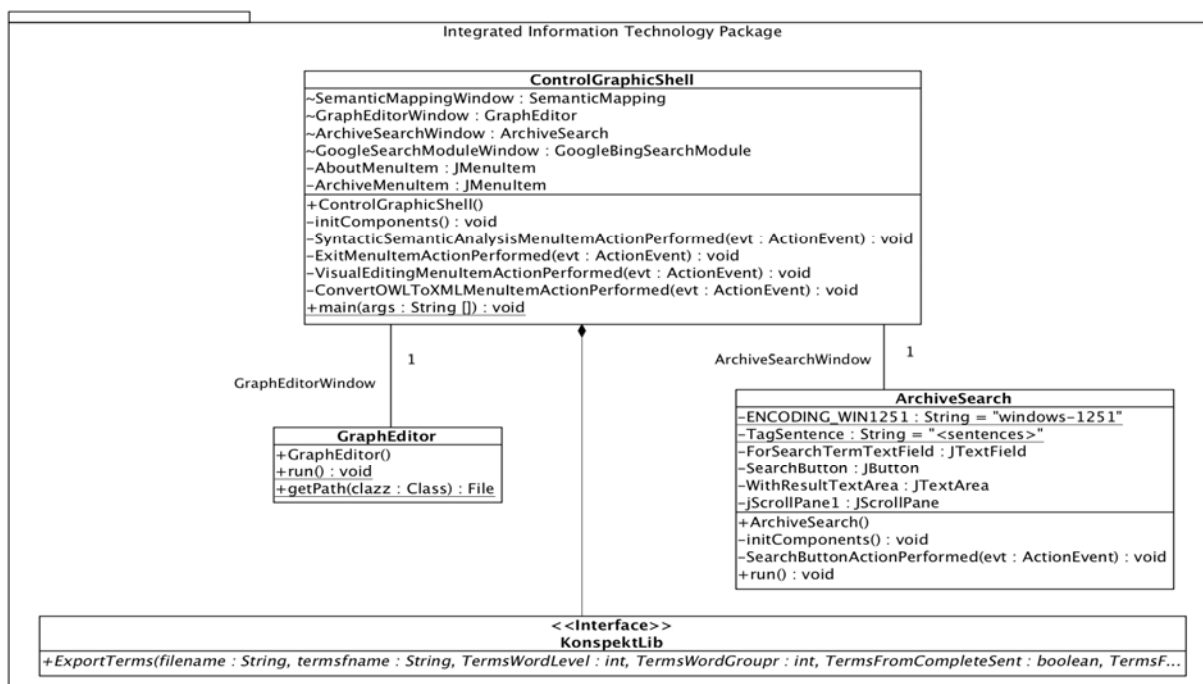 Integrated Information Technology Package
ControlGraphicShell
~SemanticMappingWindow : SemanticMapping
~GraphEditorWindow : GraphEditor
~ArchiveSearchWindow : ArchiveSearch
~GoogleSearchModuleWindow : GoogleBingSearchModule
-AboutMenuItem : JMenuItem
-ArchiveMenuItem : JMenuItem
+ControlGraphicShell()
-initComponents() : void
-SyntacticSemanticAnalysisMenuItemActionPerformed(evt : ActionEvent) : void
-ExitMenuItemActionPerformed(evt : ActionEvent) : void
-VisualEditingMenuItemActionPerformed(evt : ActionEvent) : void
-ConvertOWLToXMLMenuItemActionPerformed(evt : ActionEvent) : void
+main(args : String []) : void
1
GraphEditorWindow
1
ArchiveSearchWindow
GraphEditor
+GraphEditor()
+run() : void
+getPath(clazz : Class) : File
ArchiveSearch
-ENCODING_WIN1251 : String = "windows-1251"
-TagSentence : String = "<sentences>"
-ForSearchTermTextField : JTextField
-SearchButton : JButton
-WithResultTextArea : JTextArea
-jScrollPane1 : JScrollPane
+ArchiveSearch()
-initComponents() : void
-SearchButtonActionPerformed(evt : ActionEvent) : void
+run() : void
<<Interface>>
KonspektLib
+ExportTerms(filename : String, termsfname : String, TermsWordLevel : int, TermsWordGroupr : int, TermsFromCompleteSent : boolean, TermsF...